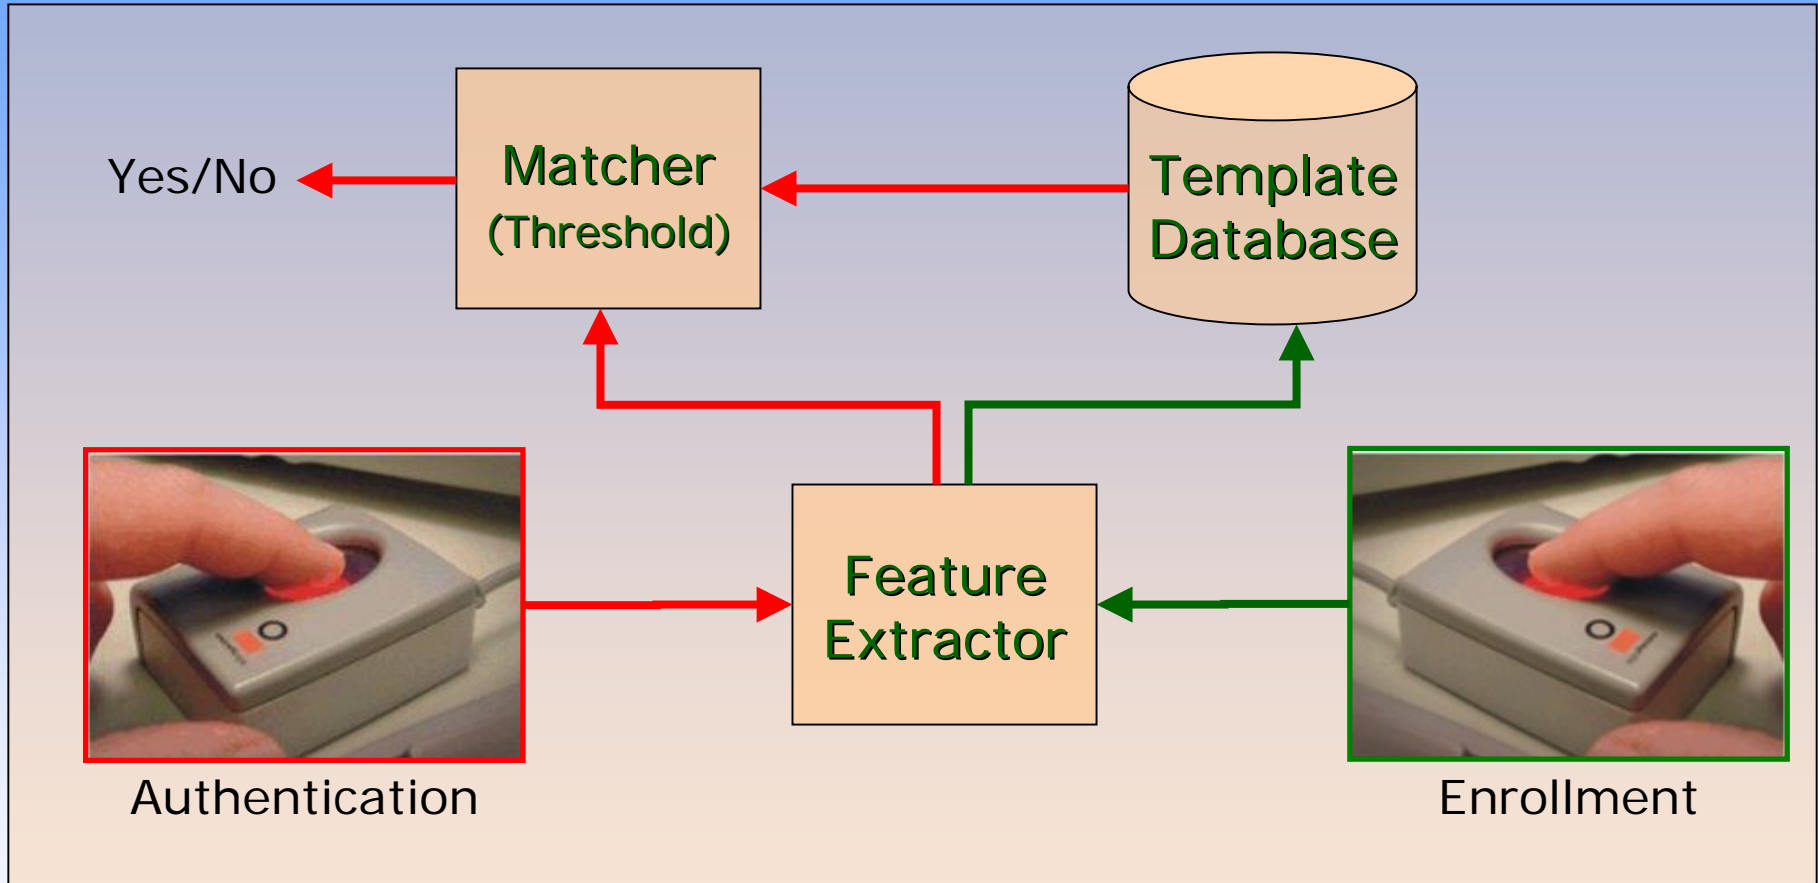 Yes/No
Matcher
(Threshold)
Template
Database
Feature
Extractor
Authentication
Enrollment